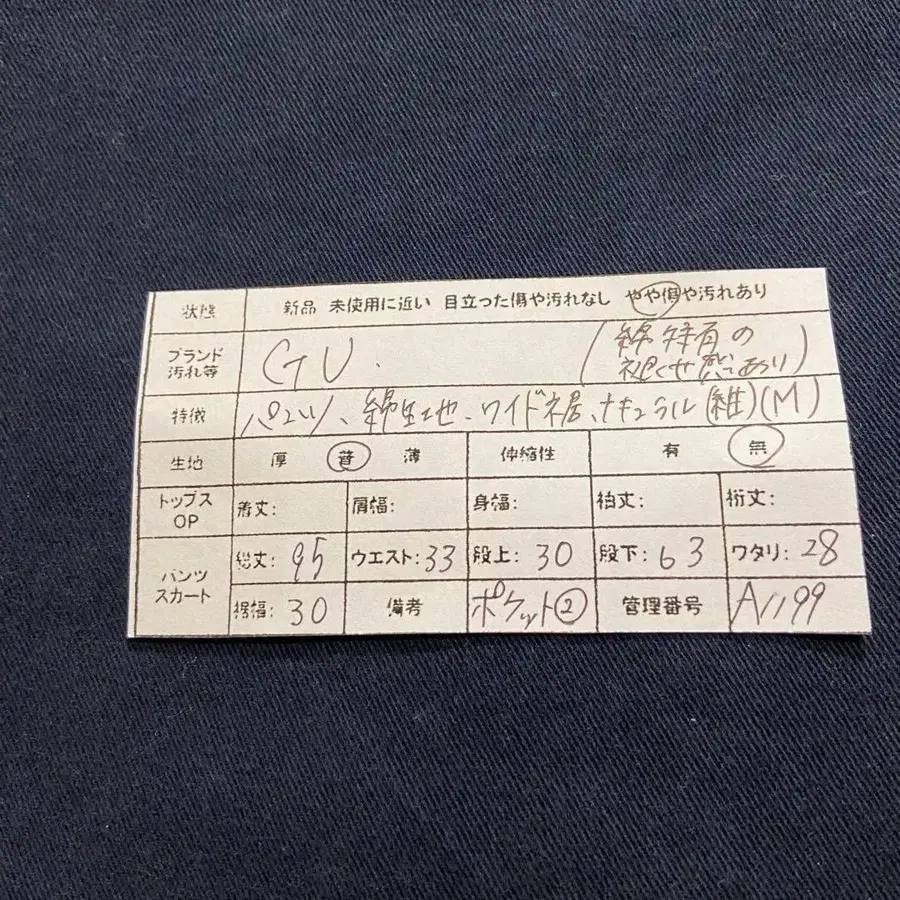 状態 新品 未使用に近い 目立った傷や汚れなし やや傷や汚れあり
ブランド 汚れ等 GU. (綿特有の
褪せ感あり)
特徴 パンツ、綿生地、ワイド裾、ナチュラル(紺)(M)
生地 厚 普 薄 伸縮性 有 無
トップス OP 着丈: 肩幅: 身幅: 袖丈: 裄丈:
パンツ スカート 総丈: 95 ウエスト: 33 股上: 30 股下: 63 ワタリ: 28
裾幅: 30 備考 ポケット② 管理番号 A1199